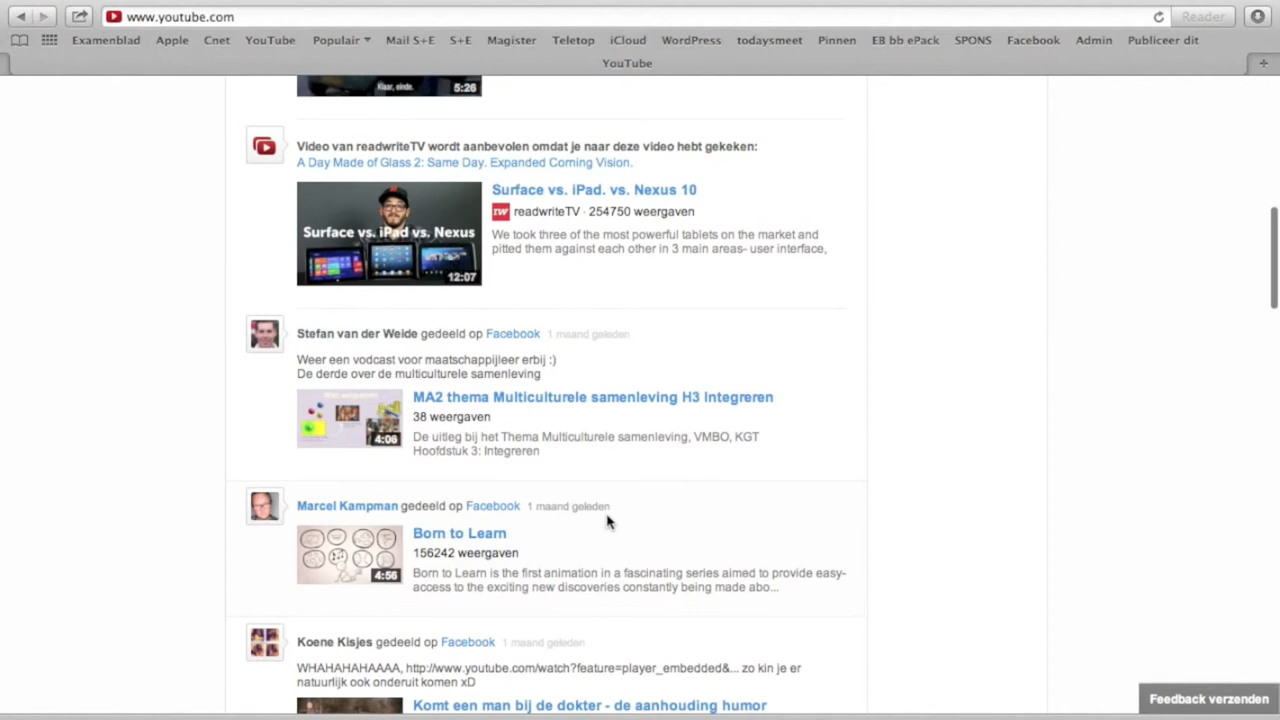 www.youtube.com
Reader
Examenblad Apple Cnet YouTube Populair Mail S+E S+E Magister Teletop iCloud WordPress todaysmeet Pinnen EB bb ePack SPONS Facebook Admin Publiceer dit
YouTube
Klaar, einde.
5:26
Video van readwriteTV wordt aanbevolen omdat je naar deze video hebt gekeken:
A Day Made of Glass 2: Same Day. Expanded Corning Vision.
Surface vs. iPad vs. Nexus
12:07
Surface vs. iPad. vs. Nexus 10
rw readwriteTV · 254750 weergaven
We took three of the most powerful tablets on the market and
pitted them against each other in 3 main areas- user interface,
Stefan van der Weide gedeeld op Facebook 1 maand geleden
Weer een vodcast voor maatschappijleer erbij :)
De derde over de multiculturele samenleving
4:06
MA2 thema Multiculturele samenleving H3 Integreren
38 weergaven
De uitleg bij het Thema Multiculturele samenleving, VMBO, KGT
Hoofdstuk 3: Integreren
Marcel Kampman gedeeld op Facebook 1 maand geleden
4:56
Born to Learn
156242 weergaven
Born to Learn is the first animation in a fascinating series aimed to provide easy-
access to the exciting new discoveries constantly being made abo...
Koene Kisjes gedeeld op Facebook 1 maand geleden
WHAHAHAHAAAA, http://www.youtube.com/watch?feature=player_embedded&... zo kin je er
natuurlijk ook onderuit komen xD
Komt een man bij de dokter - de aanhouding humor
Feedback verzenden